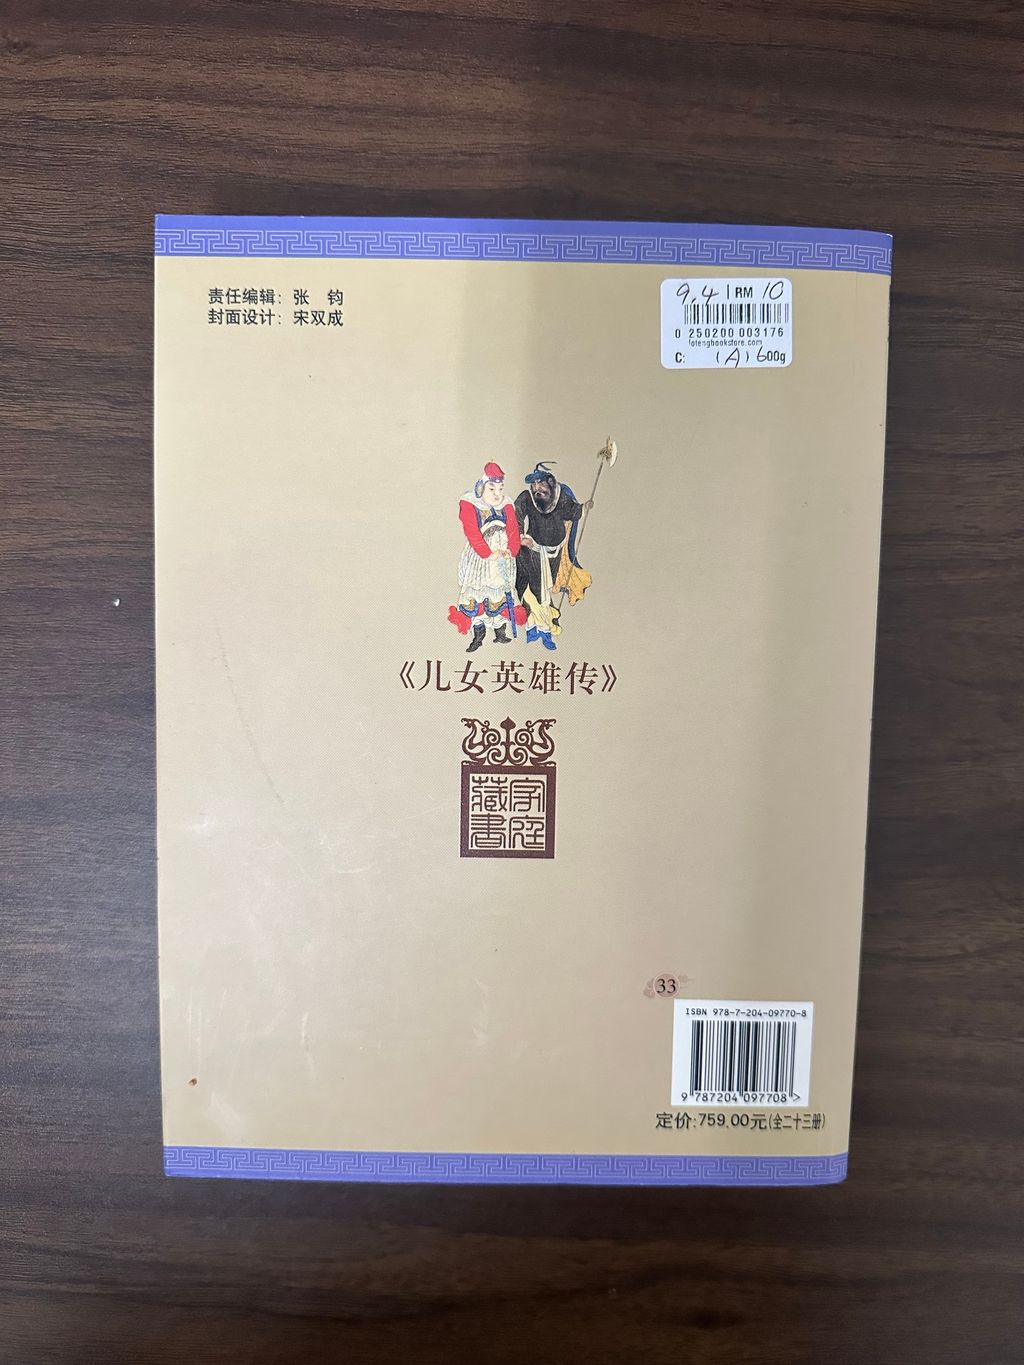 责任编辑：张 钧
封面设计：宋双成
9.4 RM 10
0 250200 003176
lotengbookstore.com
C: (A) 600g
《儿女英雄传》
家庭藏書
33
ISBN 978-7-204-09770-8
9 787204 097708 >
定价:759.00元(全二十三册)